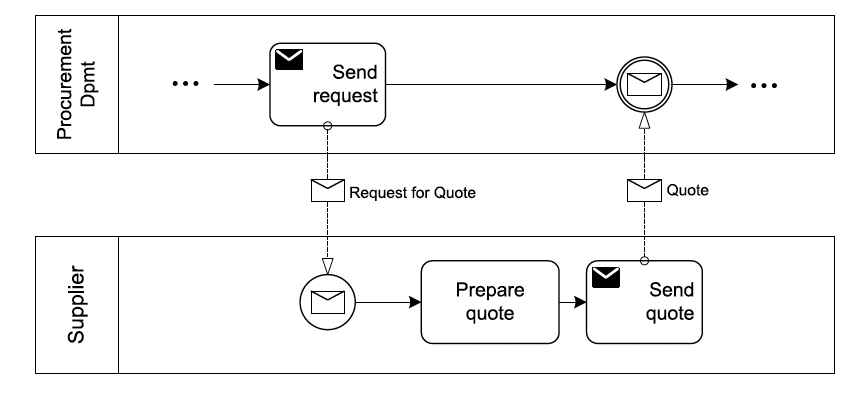 Procurement
Dpmt
...
Send
request
...
Request for Quote
Quote
Supplier
Prepare
quote
Send
quote